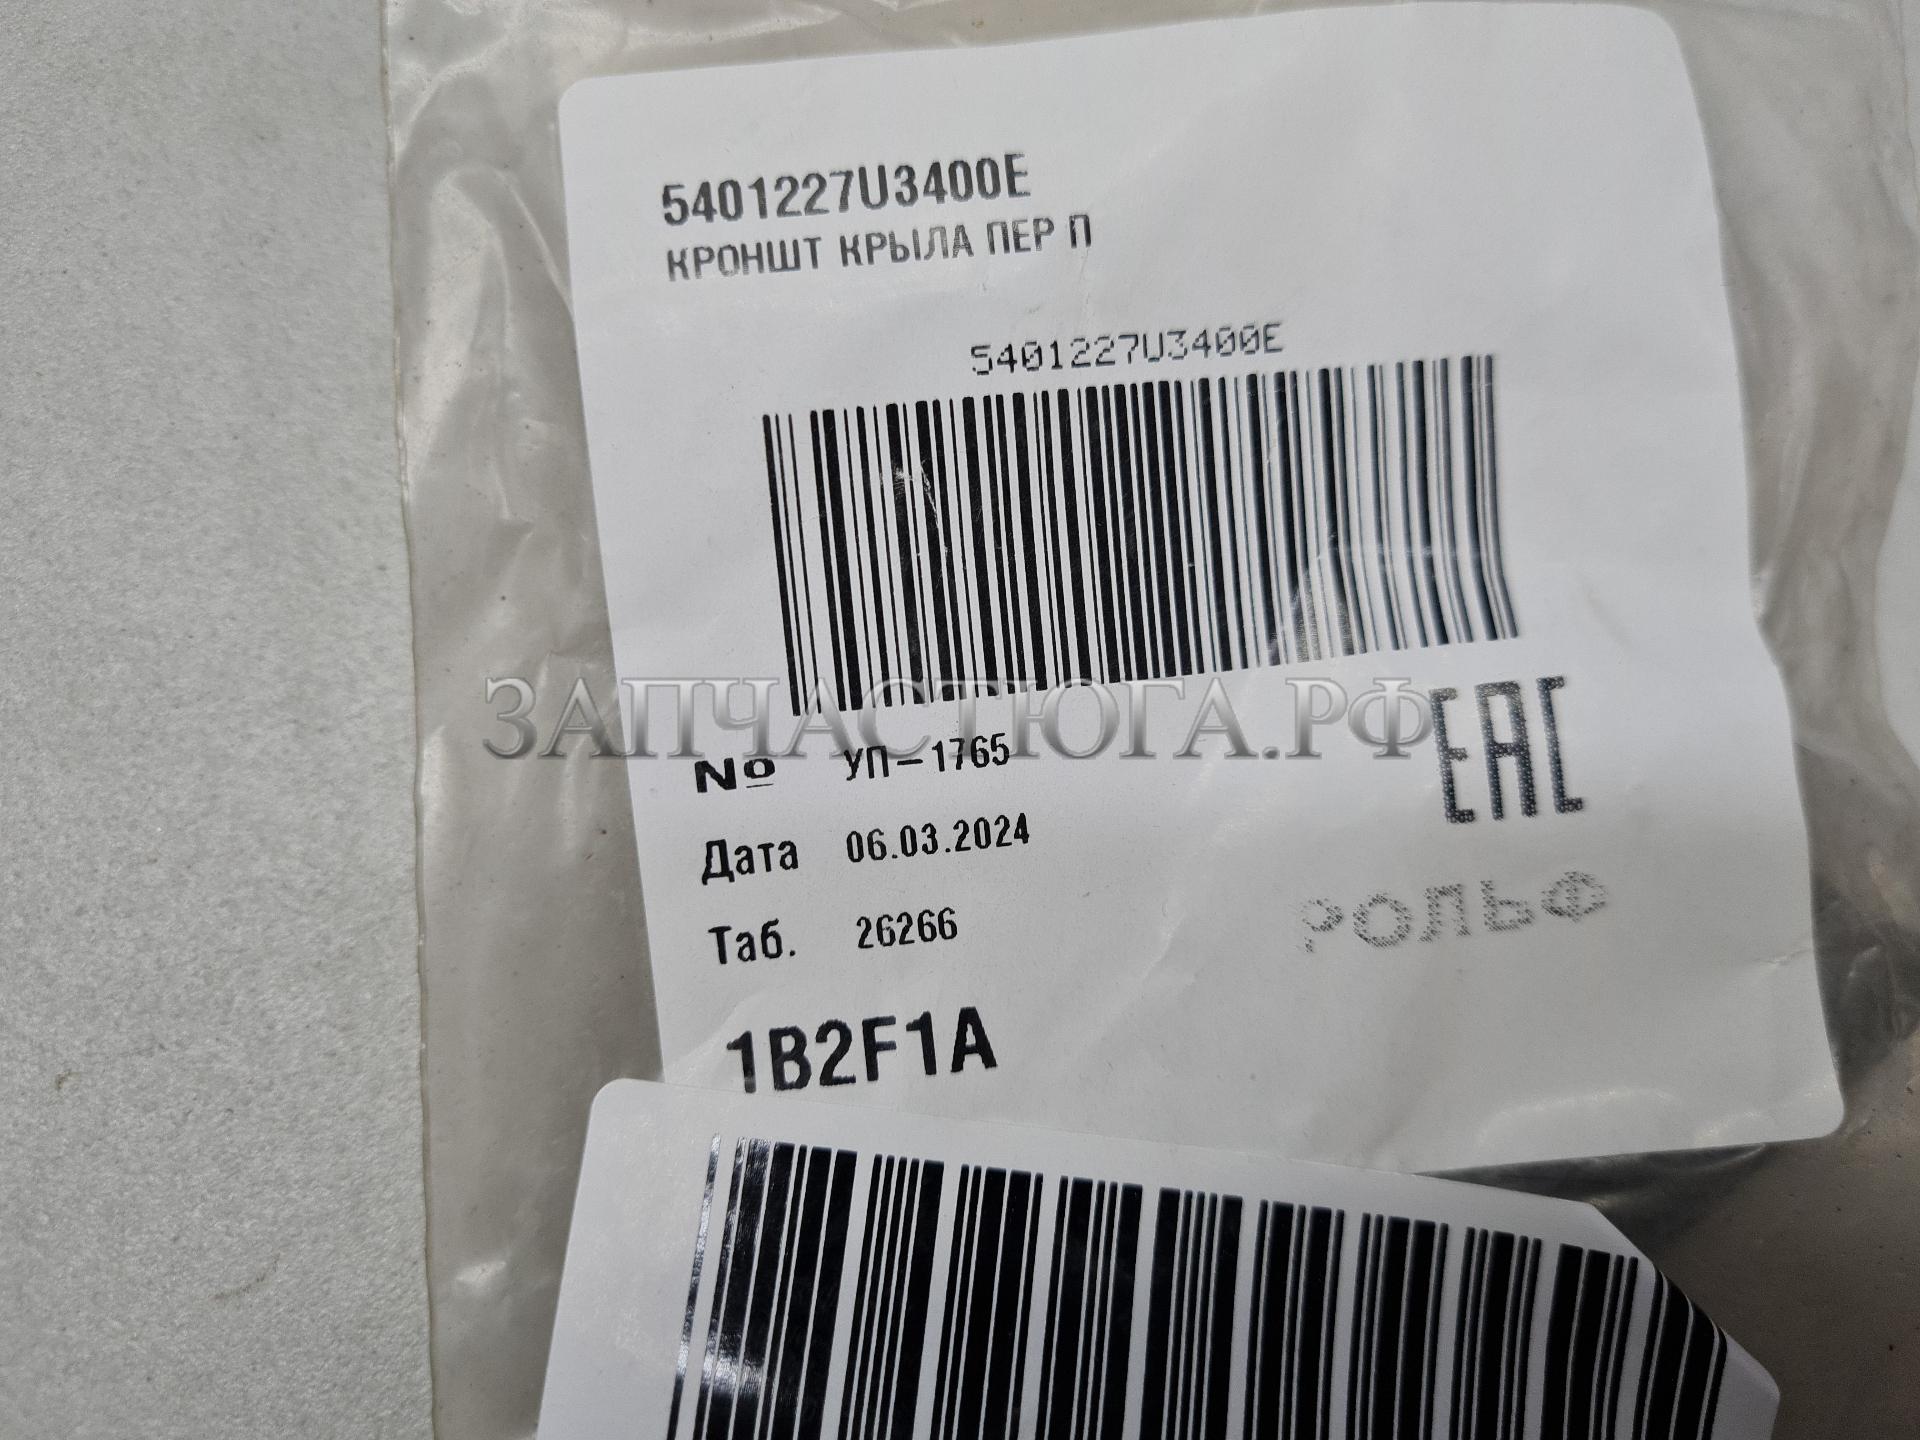 5401227U3400E
КРОНШТ КРЫЛА ПЕР П
5401227U3400E
ЗАПЧАСТЮГА.РФ
№ УП-1765
EAC
Дата 06.03.2024
РОЛЬФ
Таб. 26266
1B2F1A